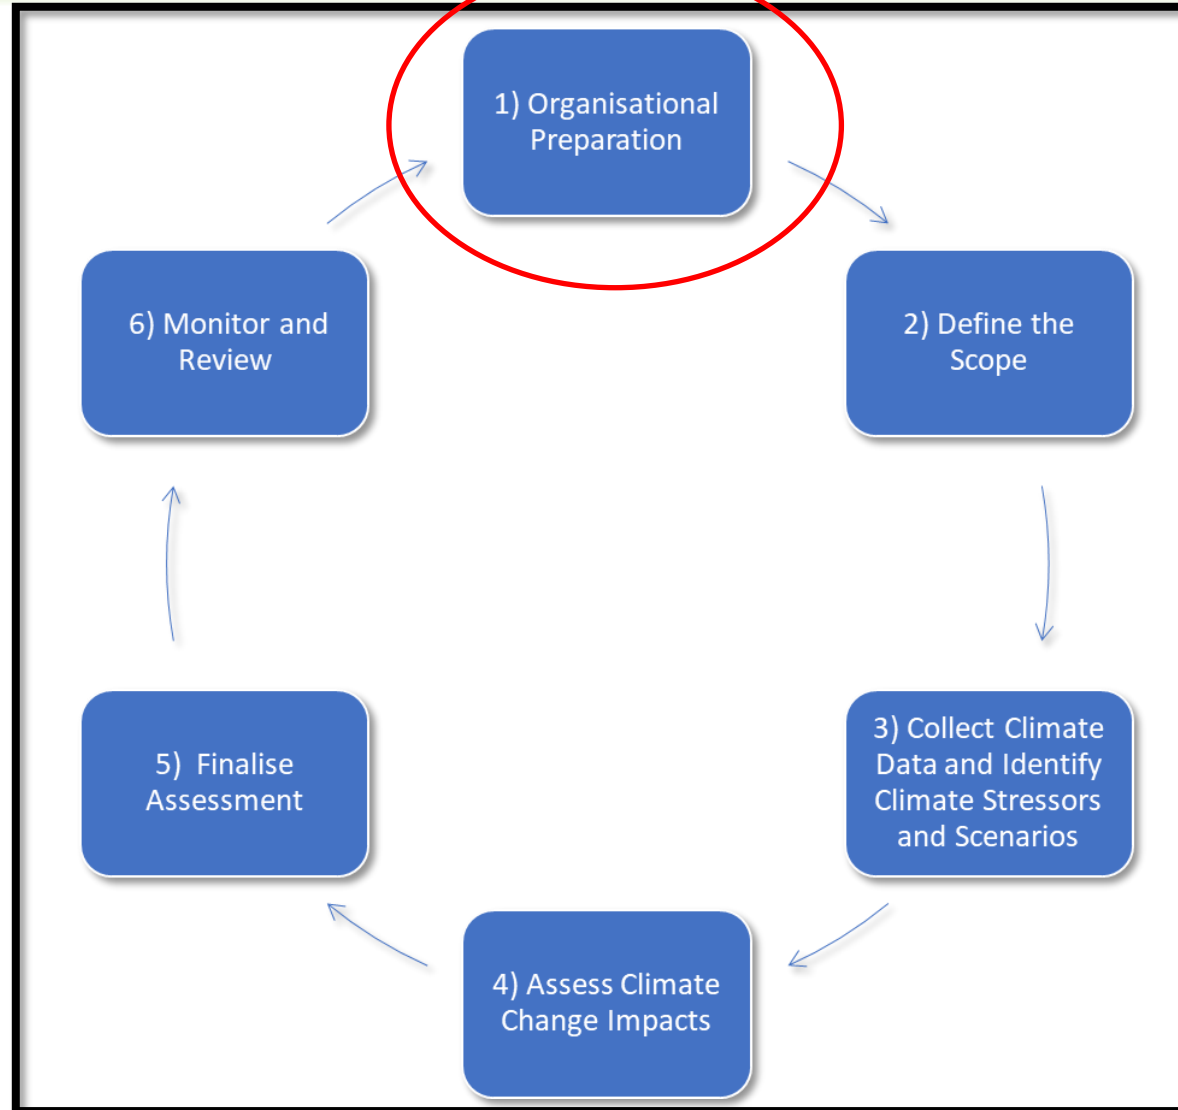 1) Organisational
Preparation
2) Define the
Scope
3) Collect Climate
Data and Identify
Climate Stressors
and Scenarios
4) Assess Climate
Change Impacts
5) Finalise
Assessment
6) Monitor and
Review